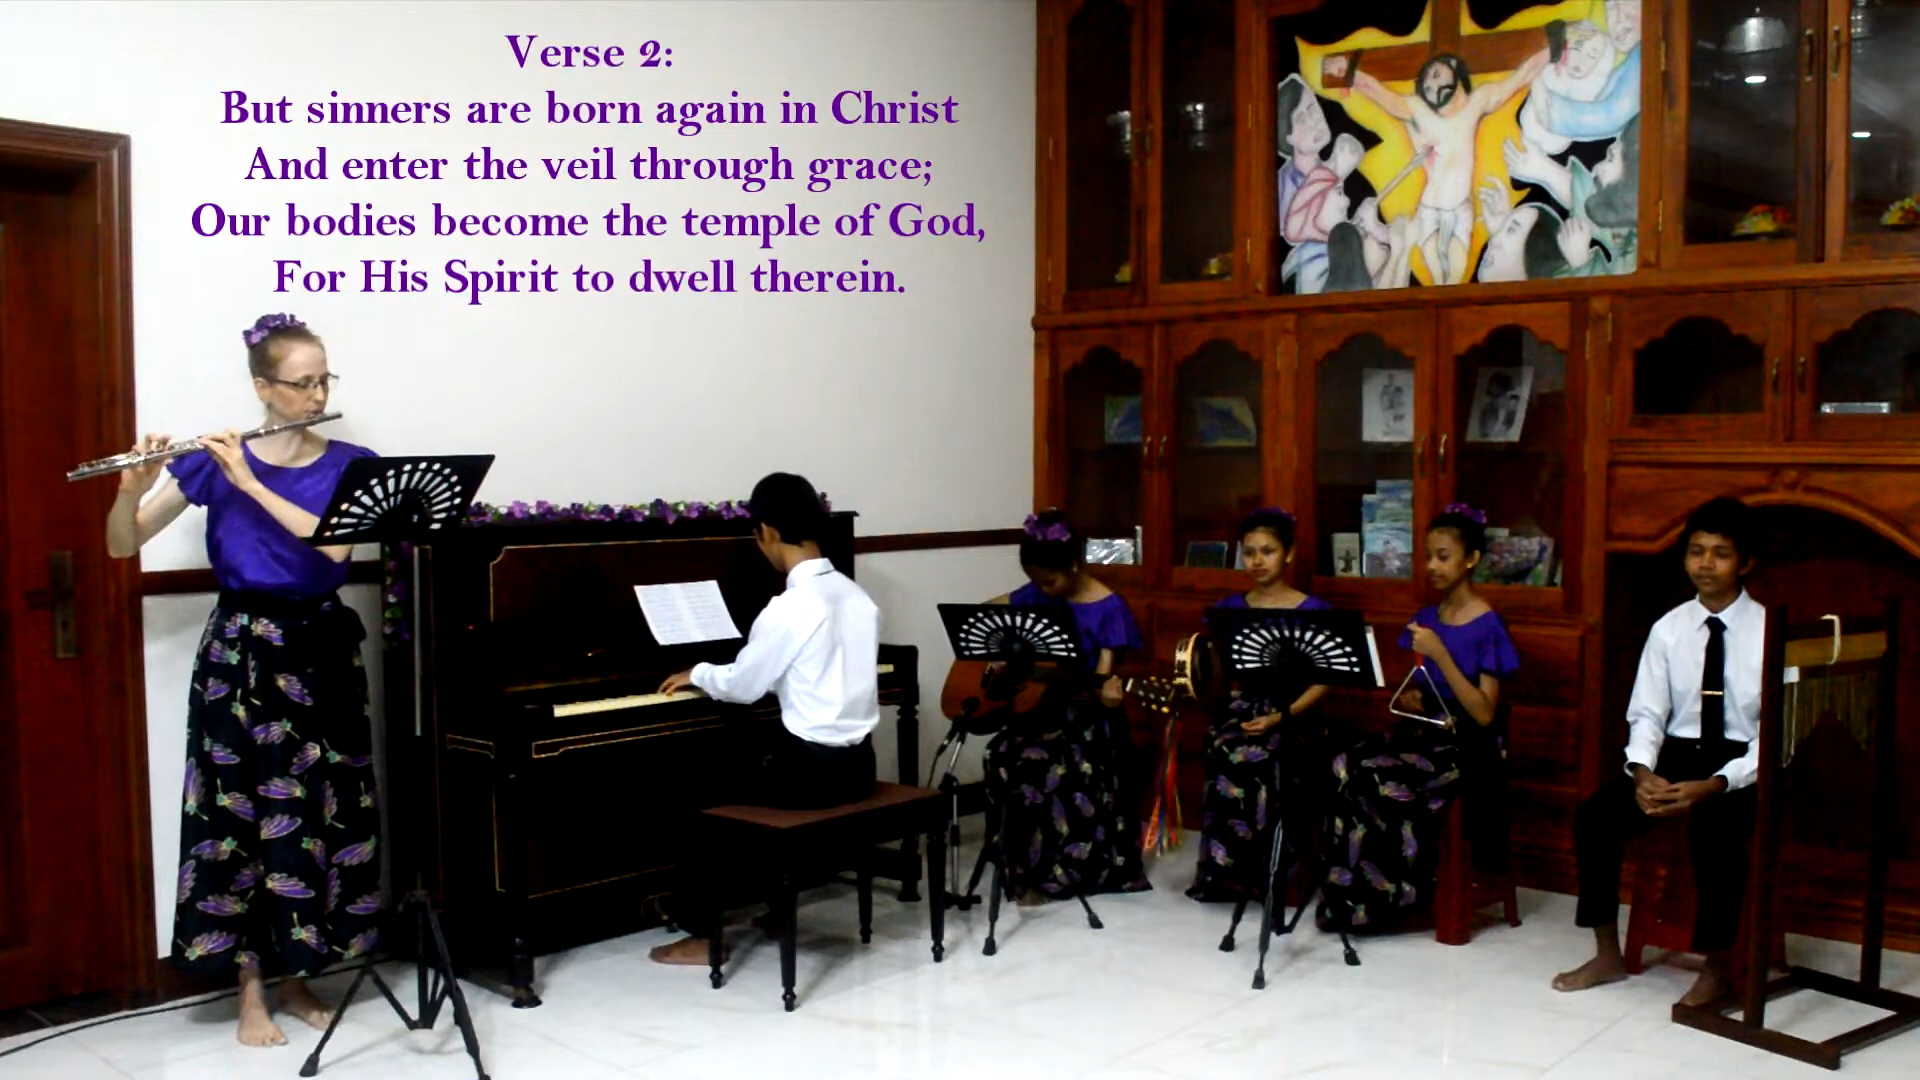 Verse 2:
But sinners are born again in Christ
And enter the veil through grace;
Our bodies become the temple of God,
For His Spirit to dwell therein.